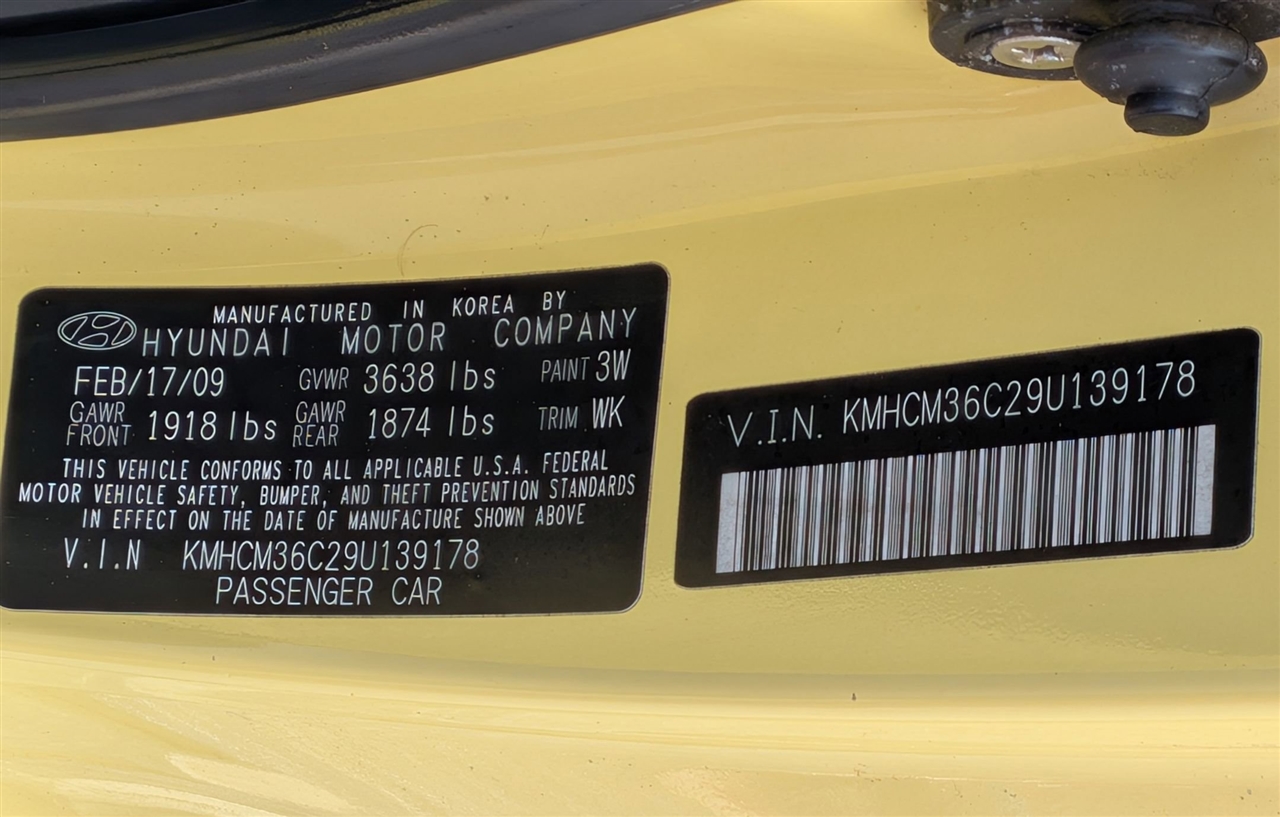 MANUFACTURED IN KOREA BY
HYUNDAI MOTOR COMPANY
FEB/17/09 GVWR 3638 lbs PAINT 3W
GAWR FRONT 1918 lbs GAWR REAR 1874 lbs TRIM WK
THIS VEHICLE CONFORMS TO ALL APPLICABLE U.S.A. FEDERAL
MOTOR VEHICLE SAFETY, BUMPER, AND THEFT PREVENTION STANDARDS
IN EFFECT ON THE DATE OF MANUFACTURE SHOWN ABOVE
V.I.N KMHCM36C29U139178
PASSENGER CAR
V.I.N. KMHCM36C29U139178